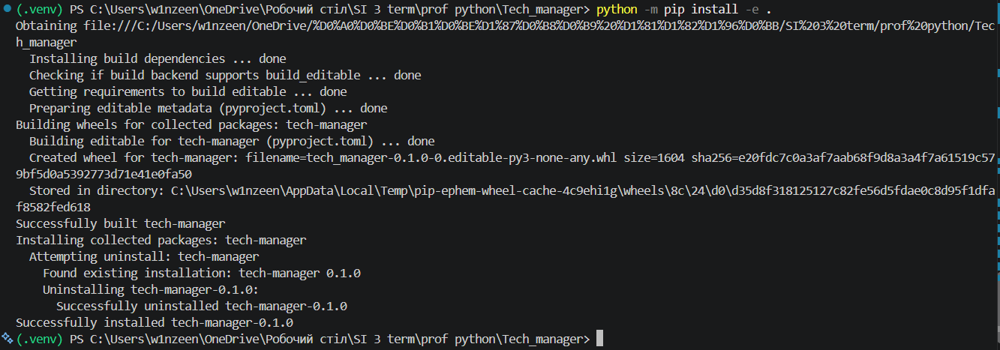 (.venv) PS C:\Users\w1nzeen\OneDrive\Робочий стіл\SI 3 term\prof python\Tech_manager> python -m pip install -e .
Obtaining file:///C:/Users/w1nzeen/OneDrive/%D0%A0%D0%BE%D0%B1%D0%BE%D1%87%D0%B8%D0%B9%20%D1%81%D1%82%D1%96%D0%BB/SI%203%20term/prof%20python/Tec
h_manager
  Installing build dependencies ... done
  Checking if build backend supports build_editable ... done
  Getting requirements to build editable ... done
  Preparing editable metadata (pyproject.toml) ... done
Building wheels for collected packages: tech-manager
  Building editable for tech-manager (pyproject.toml) ... done
  Created wheel for tech-manager: filename=tech_manager-0.1.0-0.editable-py3-none-any.whl size=1604 sha256=e20fdc7c0a3af7aab68f9d8a3a4f7a61519c57
9bf5d0a5392773d71e41e0fa50
  Stored in directory: C:\Users\w1nzeen\AppData\Local\Temp\pip-ephem-wheel-cache-4c9ehi1g\wheels\8c\24\d0\d35d8f318125127c82fe56d5fdae0c8d95f1dfa
f8582fed618
Successfully built tech-manager
Installing collected packages: tech-manager
  Attempting uninstall: tech-manager
    Found existing installation: tech-manager 0.1.0
    Uninstalling tech-manager-0.1.0:
      Successfully uninstalled tech-manager-0.1.0
Successfully installed tech-manager-0.1.0
(.venv) PS C:\Users\w1nzeen\OneDrive\Робочий стіл\SI 3 term\prof python\Tech_manager>